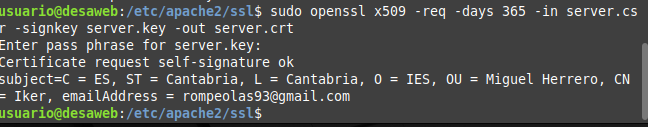 usuario@desaweb:/etc/apache2/ssl$ sudo openssl x509 -req -days 365 -in server.cs
r -signkey server.key -out server.crt
Enter pass phrase for server.key:
Certificate request self-signature ok
subject=C = ES, ST = Cantabria, L = Cantabria, O = IES, OU = Miguel Herrero, CN
= Iker, emailAddress = rompeolas93@gmail.com
usuario@desaweb:/etc/apache2/ssl$